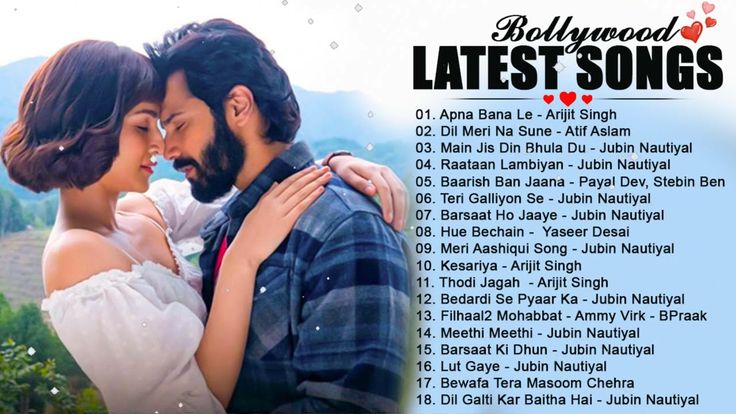 Bollywood
LATEST SONGS
01. Apna Bana Le - Arijit Singh
02. Dil Meri Na Sune - Atif Aslam
03. Main Jis Din Bhula Du - Jubin Nautiyal
04. Raataan Lambiyan - Jubin Nautiyal
05. Baarish Ban Jaana - Payal Dev, Stebin Ben
06. Teri Galliyon Se - Jubin Nautiyal
07. Barsaat Ho Jaaye - Jubin Nautiyal
08. Hue Bechain - Yaseer Desai
09. Meri Aashiqui Song - Jubin Nautiyal
10. Kesariya - Arijit Singh
11. Thodi Jagah - Arijit Singh
12. Bedardi Se Pyaar Ka - Jubin Nautiyal
13. Filhaal2 Mohabbat - Ammy Virk - BPraak
14. Meethi Meethi - Jubin Nautiyal
15. Barsaat Ki Dhun - Jubin Nautiyal
16. Lut Gaye - Jubin Nautiyal
17. Bewafa Tera Masoom Chehra
18. Dil Galti Kar Baitha Hai - Jubin Nautiyal